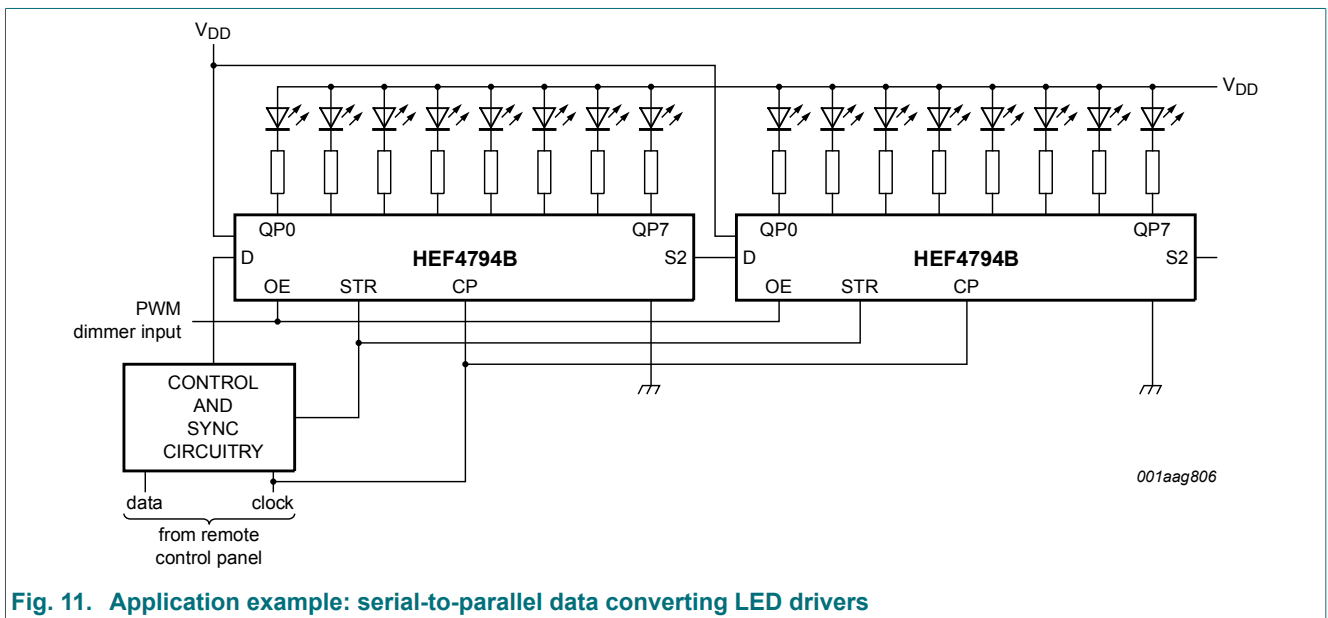 VDD
VDD
QP0 QP7
D HEF4794B S2
OE STR CP
QP0 QP7
D HEF4794B S2
OE STR CP
PWM
dimmer input
CONTROL
AND
SYNC
CIRCUITRY
data clock
from remote
control panel
001aag806
Fig. 11. Application example: serial-to-parallel data converting LED drivers